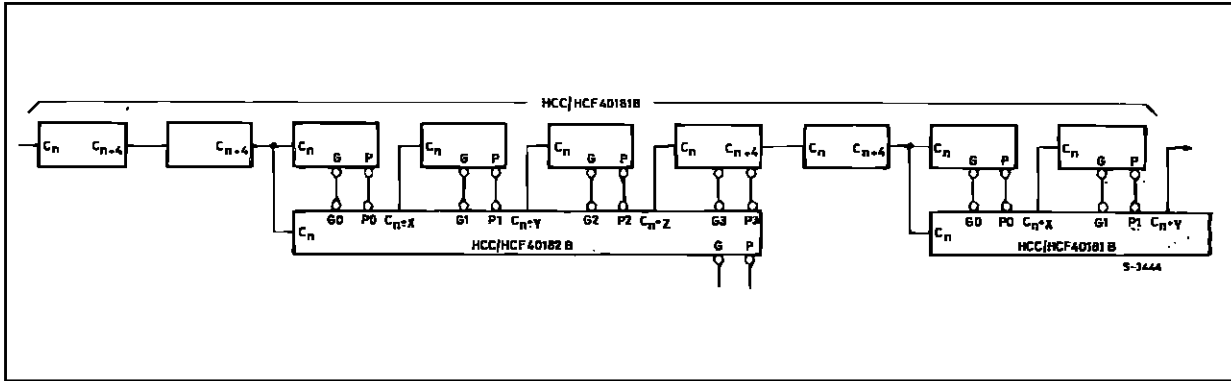 HCC/HCF 40181B
Cn Cn+4 Cn+4 Cn Cn Cn Cn+4 Cn Cn+4 Cn Cn
G P G P G P G P G P
G0 P0 Cn+X G1 P1 Cn+Y G2 P2 Cn+Z G3 P3 G0 P0 Cn+X G1 P1 Cn+Y
Cn Cn
HCC/HCF 40182 B HCC/HCF 40181 B
G P
S-3444